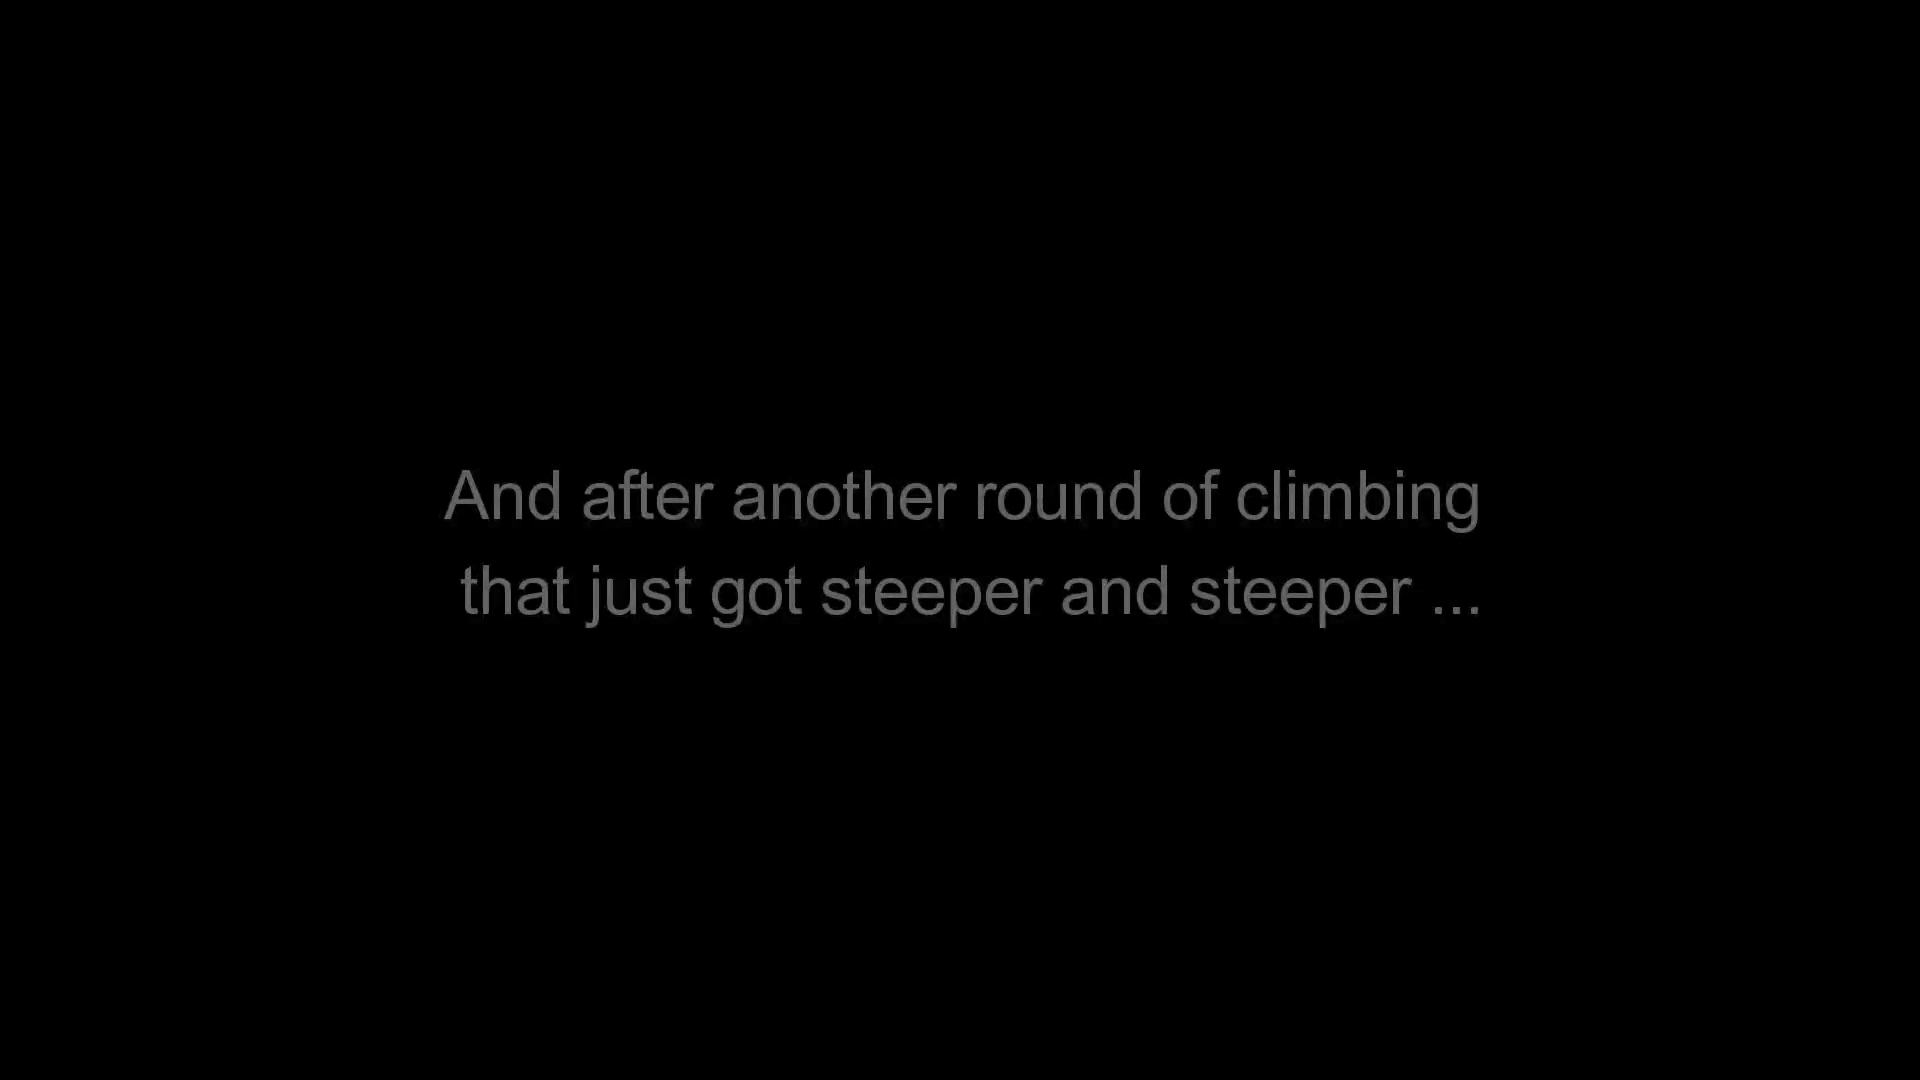 And after another round of climbing
that just got steeper and steeper ...